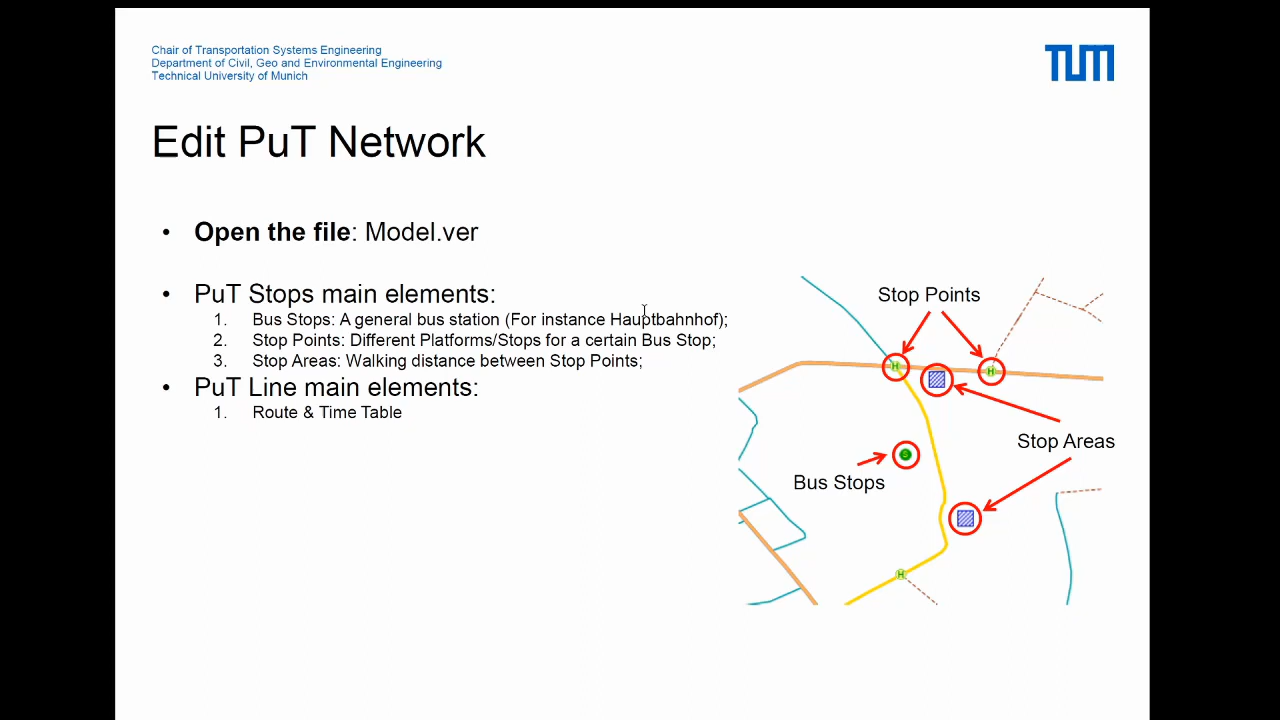 Chair of Transportation Systems Engineering
Department of Civil, Geo and Environmental Engineering
Technical University of Munich
TUM
Edit PuT Network
• Open the file: Model.ver
• PuT Stops main elements:
1. Bus Stops: A general bus station (For instance Hauptbahnhof);
2. Stop Points: Different Platforms/Stops for a certain Bus Stop;
3. Stop Areas: Walking distance between Stop Points;
• PuT Line main elements:
1. Route & Time Table
Stop Points
H
H
Stop Areas
S
Bus Stops
H